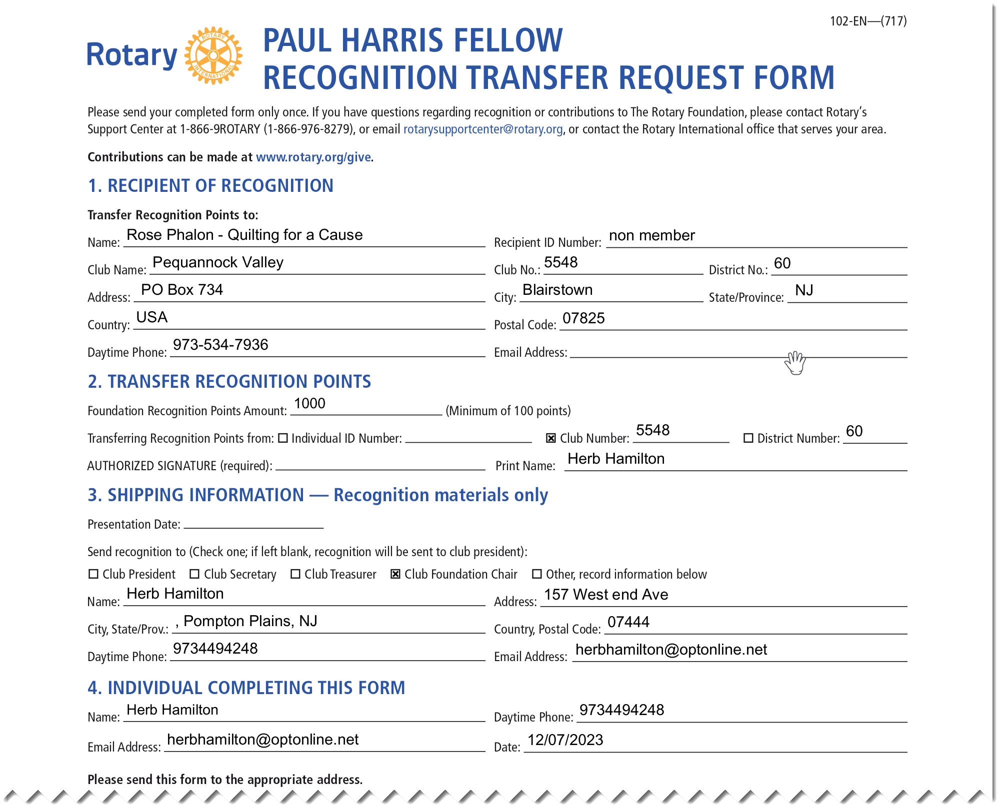 102-EN—(717)
Rotary
ROTARY
INTERNATIONAL
PAUL HARRIS FELLOW
RECOGNITION TRANSFER REQUEST FORM
Please send your completed form only once. If you have questions regarding recognition or contributions to The Rotary Foundation, please contact Rotary’s
Support Center at 1-866-9ROTARY (1-866-976-8279), or email rotarysupportcenter@rotary.org, or contact the Rotary International office that serves your area.
Contributions can be made at www.rotary.org/give.
1. RECIPIENT OF RECOGNITION
Transfer Recognition Points to:
Name: Rose Phalon - Quilting for a Cause Recipient ID Number: non member
Club Name: Pequannock Valley Club No.: 5548 District No.: 60
Address: PO Box 734 City: Blairstown State/Province: NJ
Country: USA Postal Code: 07825
Daytime Phone: 973-534-7936 Email Address:
2. TRANSFER RECOGNITION POINTS
Foundation Recognition Points Amount: 1000 (Minimum of 100 points)
Transferring Recognition Points from: ☐ Individual ID Number: ☒ Club Number: 5548 ☐ District Number: 60
AUTHORIZED SIGNATURE (required): Print Name: Herb Hamilton
3. SHIPPING INFORMATION — Recognition materials only
Presentation Date:
Send recognition to (Check one; if left blank, recognition will be sent to club president):
☐ Club President ☐ Club Secretary ☐ Club Treasurer ☒ Club Foundation Chair ☐ Other, record information below
Name: Herb Hamilton Address: 157 West end Ave
City, State/Prov.: , Pompton Plains, NJ Country, Postal Code: 07444
Daytime Phone: 9734494248 Email Address: herbhamilton@optonline.net
4. INDIVIDUAL COMPLETING THIS FORM
Name: Herb Hamilton Daytime Phone: 9734494248
Email Address: herbhamilton@optonline.net Date: 12/07/2023
Please send this form to the appropriate address.